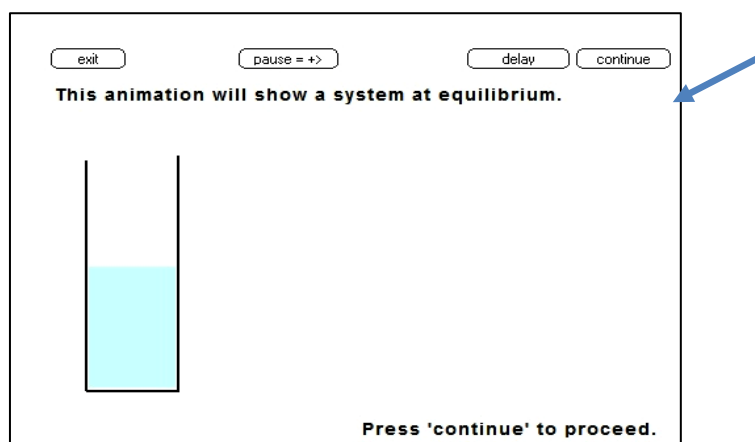 exit pause = +> delay continue
This animation will show a system at equilibrium.
Press 'continue' to proceed.